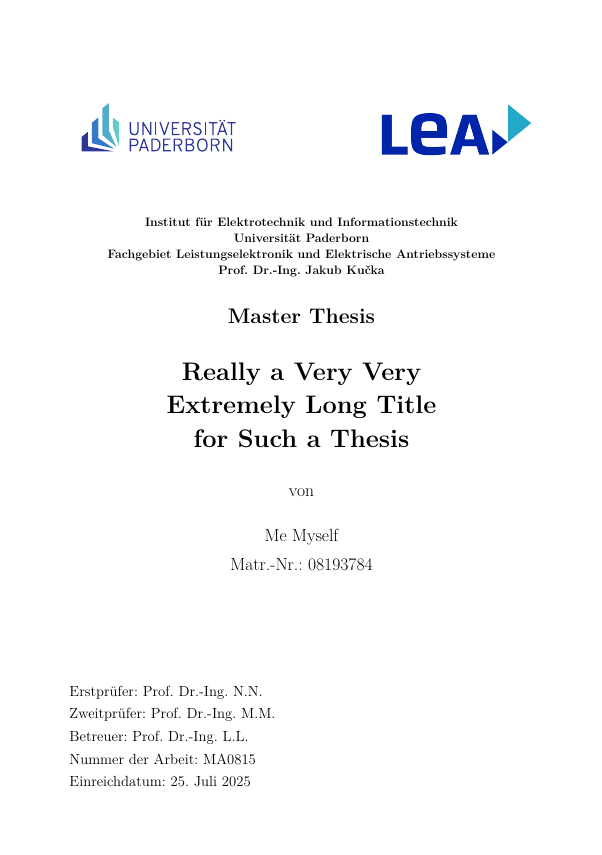 UNIVERSITÄT
PADERBORN
LEA
Institut für Elektrotechnik und Informationstechnik
Universität Paderborn
Fachgebiet Leistungselektronik und Elektrische Antriebssysteme
Prof. Dr.-Ing. Jakub Kučka
Master Thesis
Really a Very Very
Extremely Long Title
for Such a Thesis
von
Me Myself
Matr.-Nr.: 08193784
Erstprüfer: Prof. Dr.-Ing. N.N.
Zweitprüfer: Prof. Dr.-Ing. M.M.
Betreuer: Prof. Dr.-Ing. L.L.
Nummer der Arbeit: MA0815
Einreichdatum: 25. Juli 2025